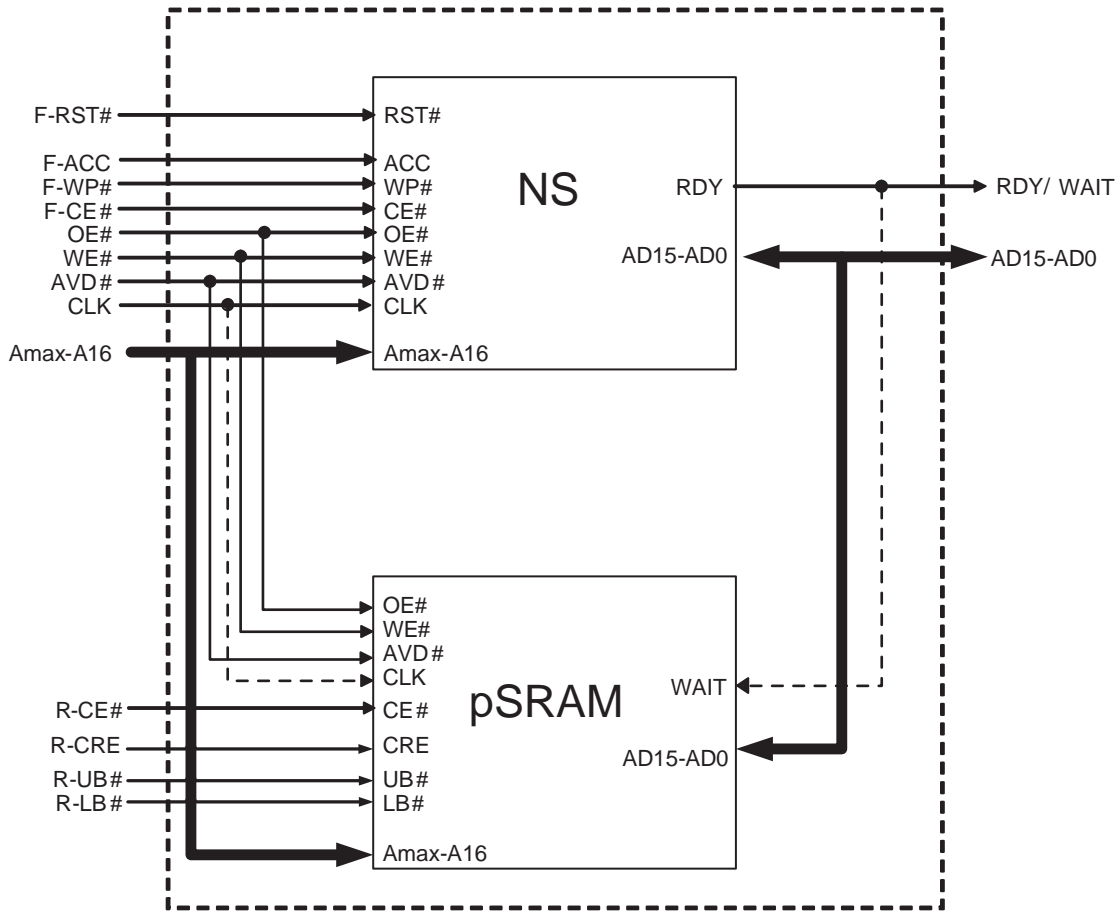 F-RST#
F-ACC
F-WP#
F-CE#
OE#
WE#
AVD#
CLK
Amax-A16
RST#
ACC
WP#
CE#
OE#
WE#
AVD#
CLK
Amax-A16
NS
RDY
AD15-AD0
RDY/ WAIT
AD15-AD0
R-CE#
R-CRE
R-UB#
R-LB#
OE#
WE#
AVD#
CLK
CE#
CRE
UB#
LB#
Amax-A16
pSRAM
WAIT
AD15-AD0